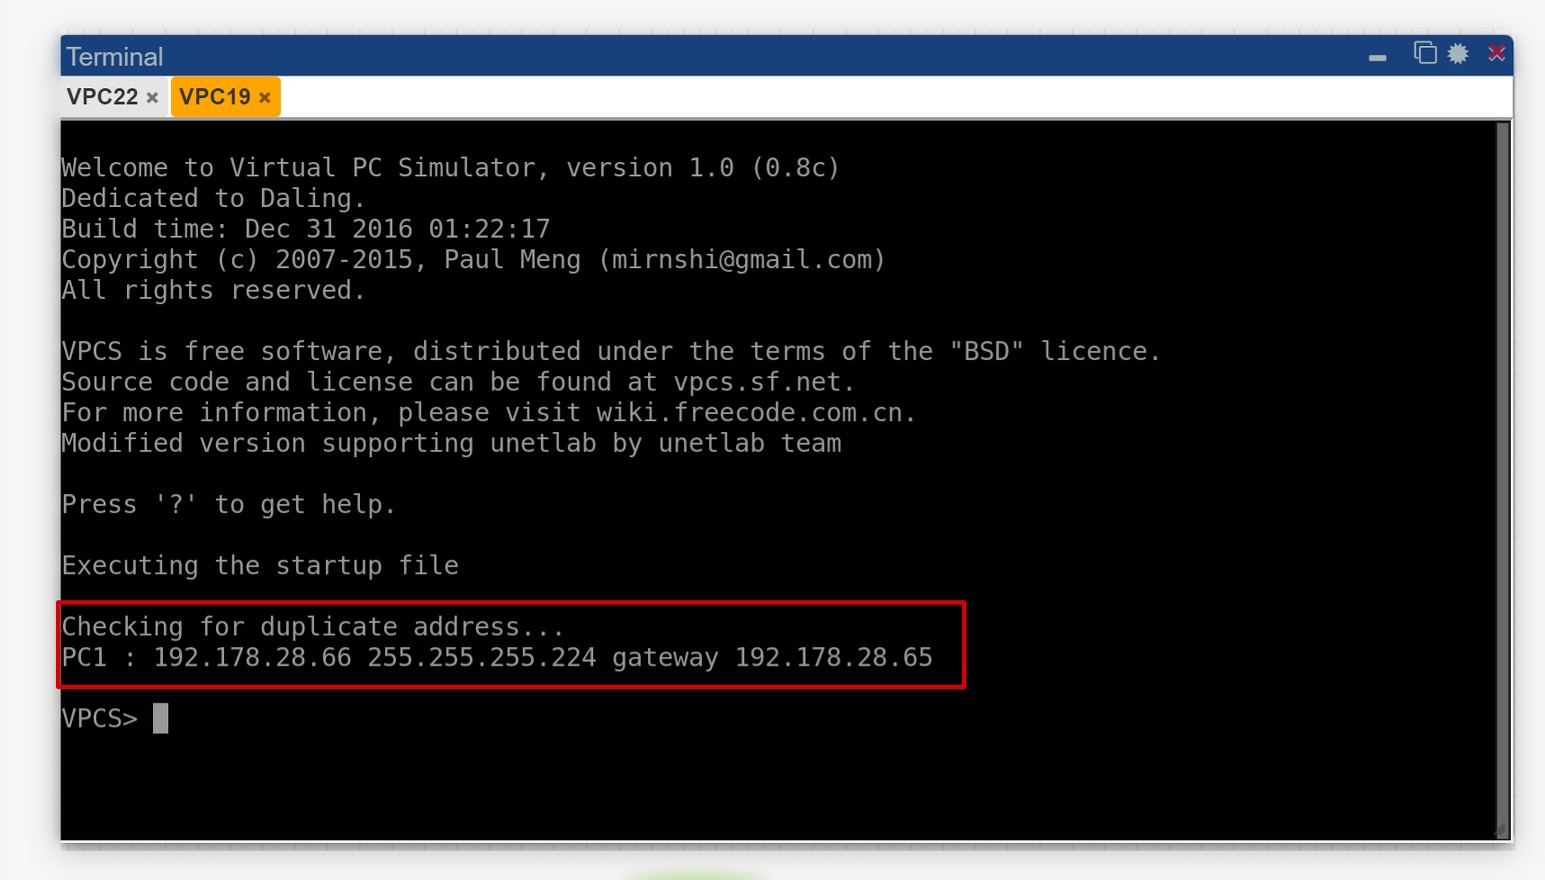 Terminal
VPC22 × VPC19 ×
Welcome to Virtual PC Simulator, version 1.0 (0.8c)
Dedicated to Daling.
Build time: Dec 31 2016 01:22:17
Copyright (c) 2007-2015, Paul Meng (mirnshi@gmail.com)
All rights reserved.
VPCS is free software, distributed under the terms of the "BSD" licence.
Source code and license can be found at vpcs.sf.net.
For more information, please visit wiki.freecode.com.cn.
Modified version supporting unetlab by unetlab team
Press '?' to get help.
Executing the startup file
Checking for duplicate address...
PC1 : 192.178.28.66 255.255.255.224 gateway 192.178.28.65
VPCS>